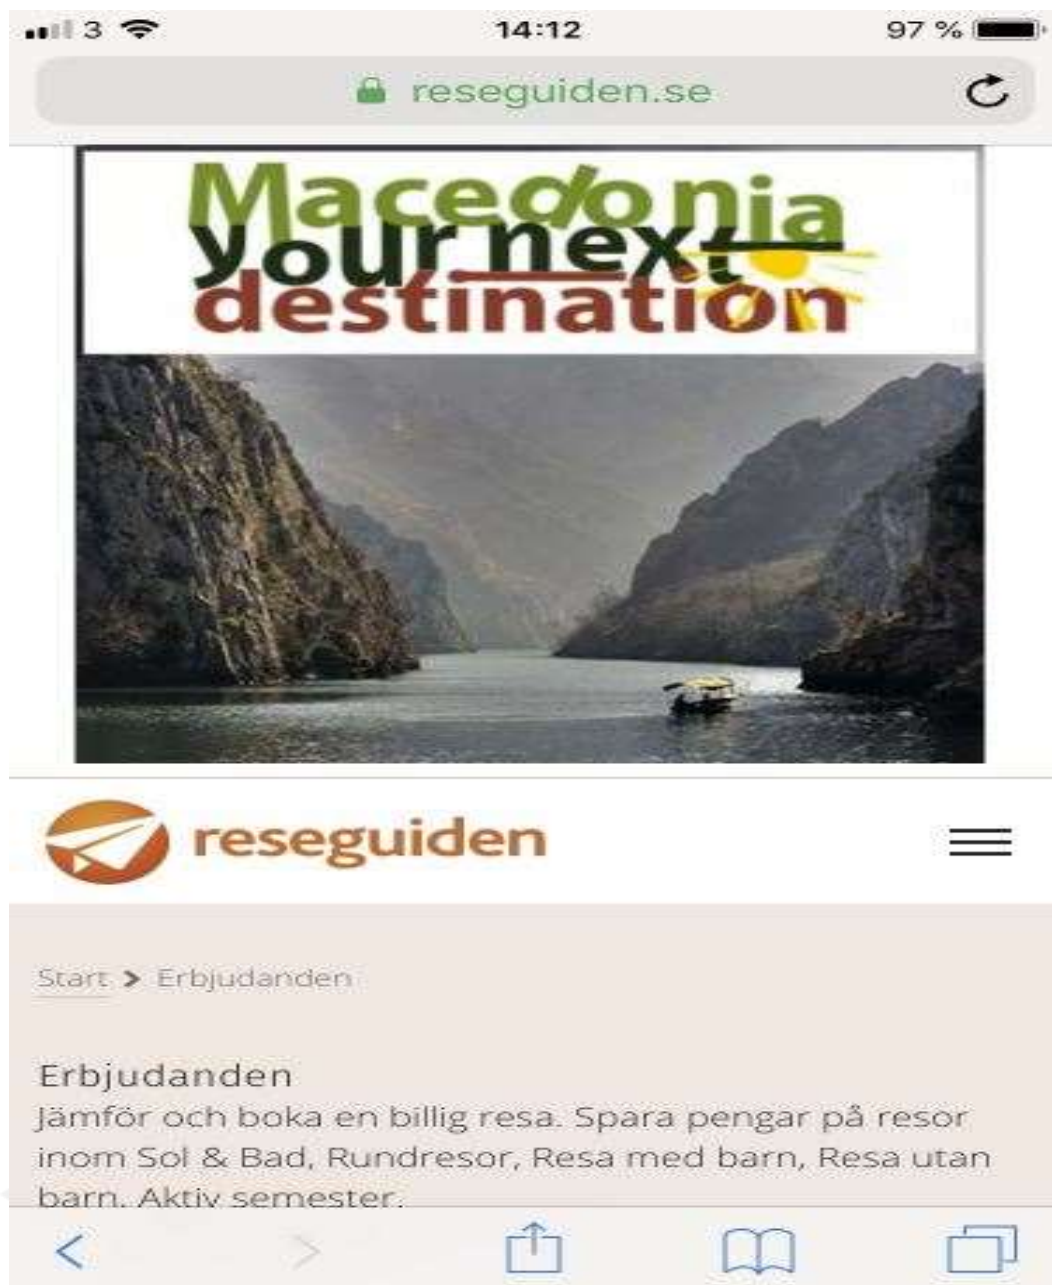 3 14:12 97 %
reseguiden.se
Macedonia
your next
destination
reseguiden
Start > Erbjudanden
Erbjudanden
Jämför och boka en billig resa. Spara pengar på resor
inom Sol & Bad, Rundresor, Resa med barn, Resa utan
barn, Aktiv semester.